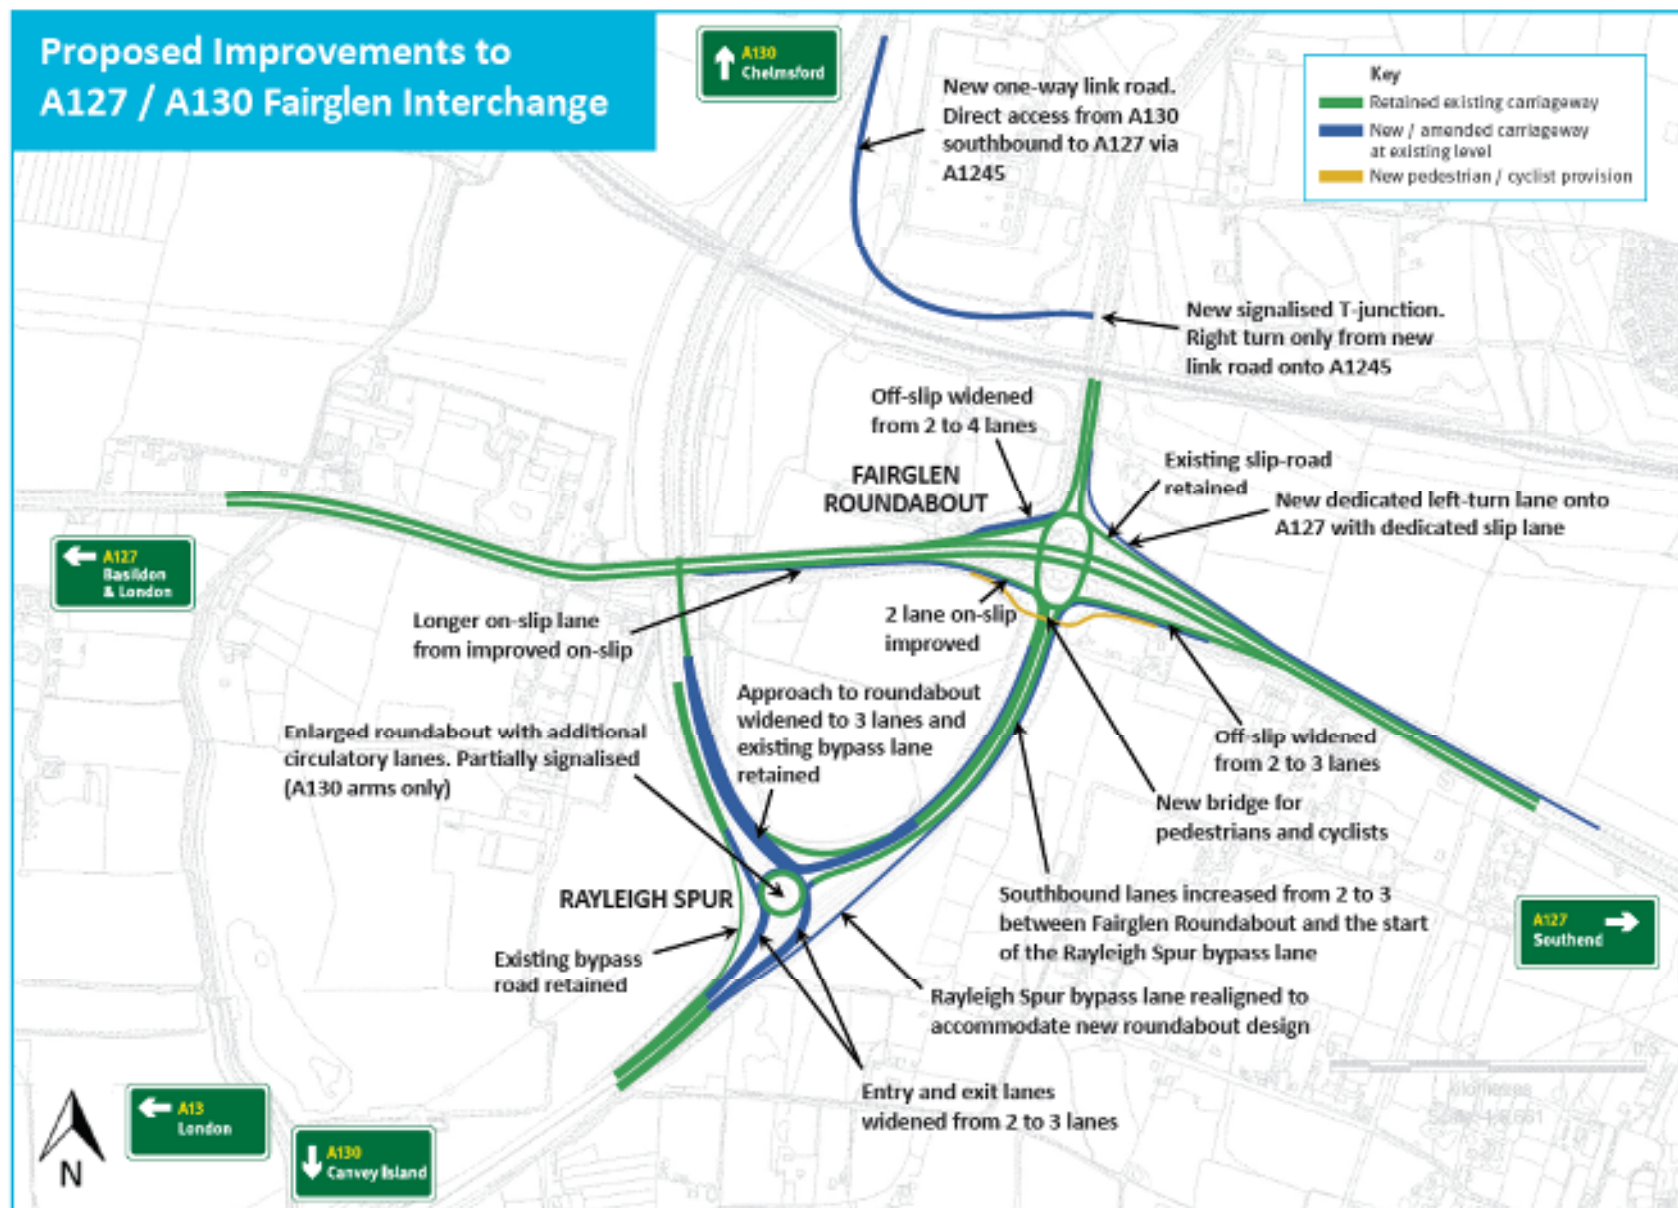 Proposed Improvements to
A127 / A130 Fairglen Interchange
A130
Chelmsford
New one-way link road.
Direct access from A130
southbound to A127 via
A1245
Key
Retained existing carriageway
New / amended carriageway
at existing level
New pedestrian / cyclist provision
New signalised T-junction.
Right turn only from new
link road onto A1245
Off-slip widened
from 2 to 4 lanes
FAIRGLEN
ROUNDABOUT
Existing slip-road
retained
New dedicated left-turn lane onto
A127 with dedicated slip lane
A127
Basildon
& London
Longer on-slip lane
from improved on-slip
2 lane on-slip
improved
Approach to roundabout
widened to 3 lanes and
existing bypass lane
retained
Enlarged roundabout with additional
circulatory lanes. Partially signalised
(A130 arms only)
Off-slip widened
from 2 to 3 lanes
New bridge for
pedestrians and cyclists
RAYLEIGH SPUR
Southbound lanes increased from 2 to 3
between Fairglen Roundabout and the start
of the Rayleigh Spur bypass lane
A127
Southend
Existing bypass
road retained
Rayleigh Spur bypass lane realigned to
accommodate new roundabout design
Entry and exit lanes
widened from 2 to 3 lanes
A13
London
A130
Canvey Island
N